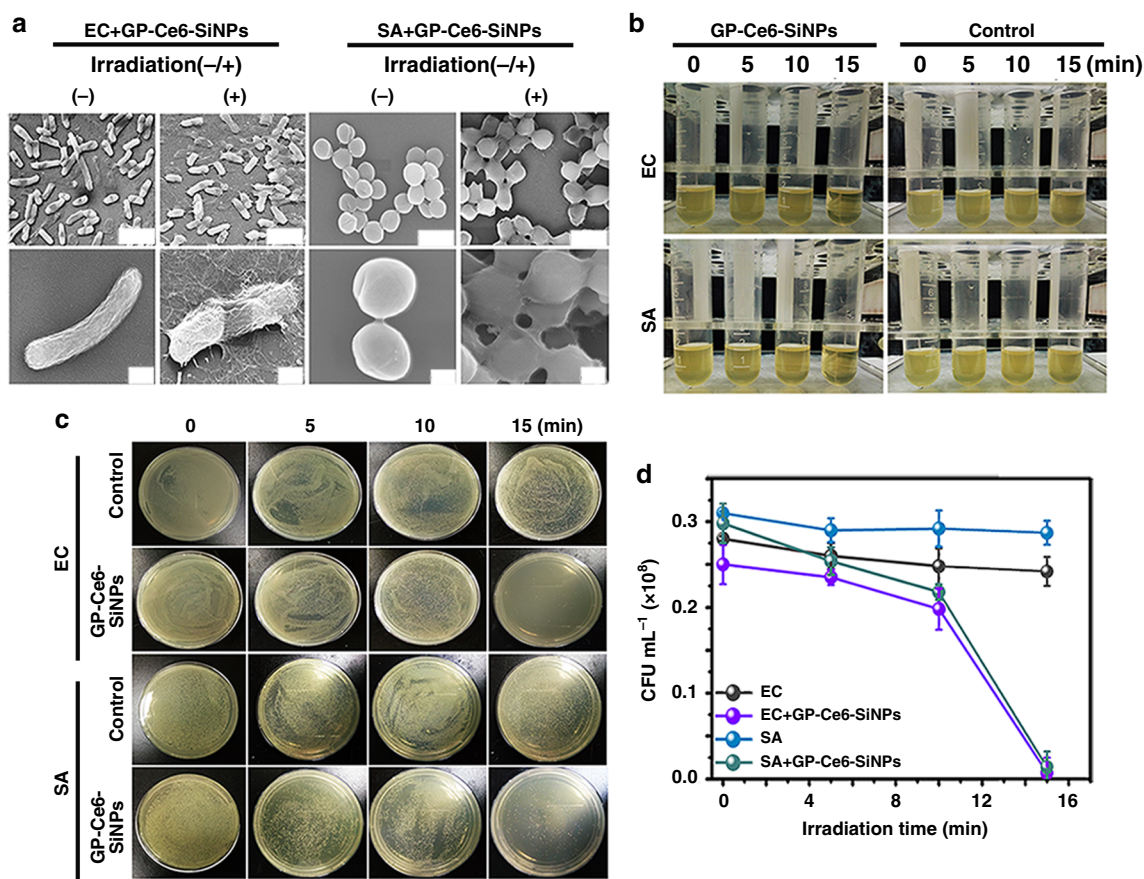 a
EC+GP-Ce6-SiNPs
SA+GP-Ce6-SiNPs
Irradiation(–/+)
Irradiation(–/+)
(–)
(+)
(–)
(+)
b
GP-Ce6-SiNPs
Control
0 5 10 15 0 5 10 15 (min)
EC
SA
c
0 5 10 15 (min)
EC
Control
GP-Ce6-
SiNPs
SA
Control
GP-Ce6-
SiNPs
d
CFU mL⁻¹ (×10⁸)
0.3
0.2
0.1
0.0
EC
EC+GP-Ce6-SiNPs
SA
SA+GP-Ce6-SiNPs
0 4 8 12 16
Irradiation time (min)